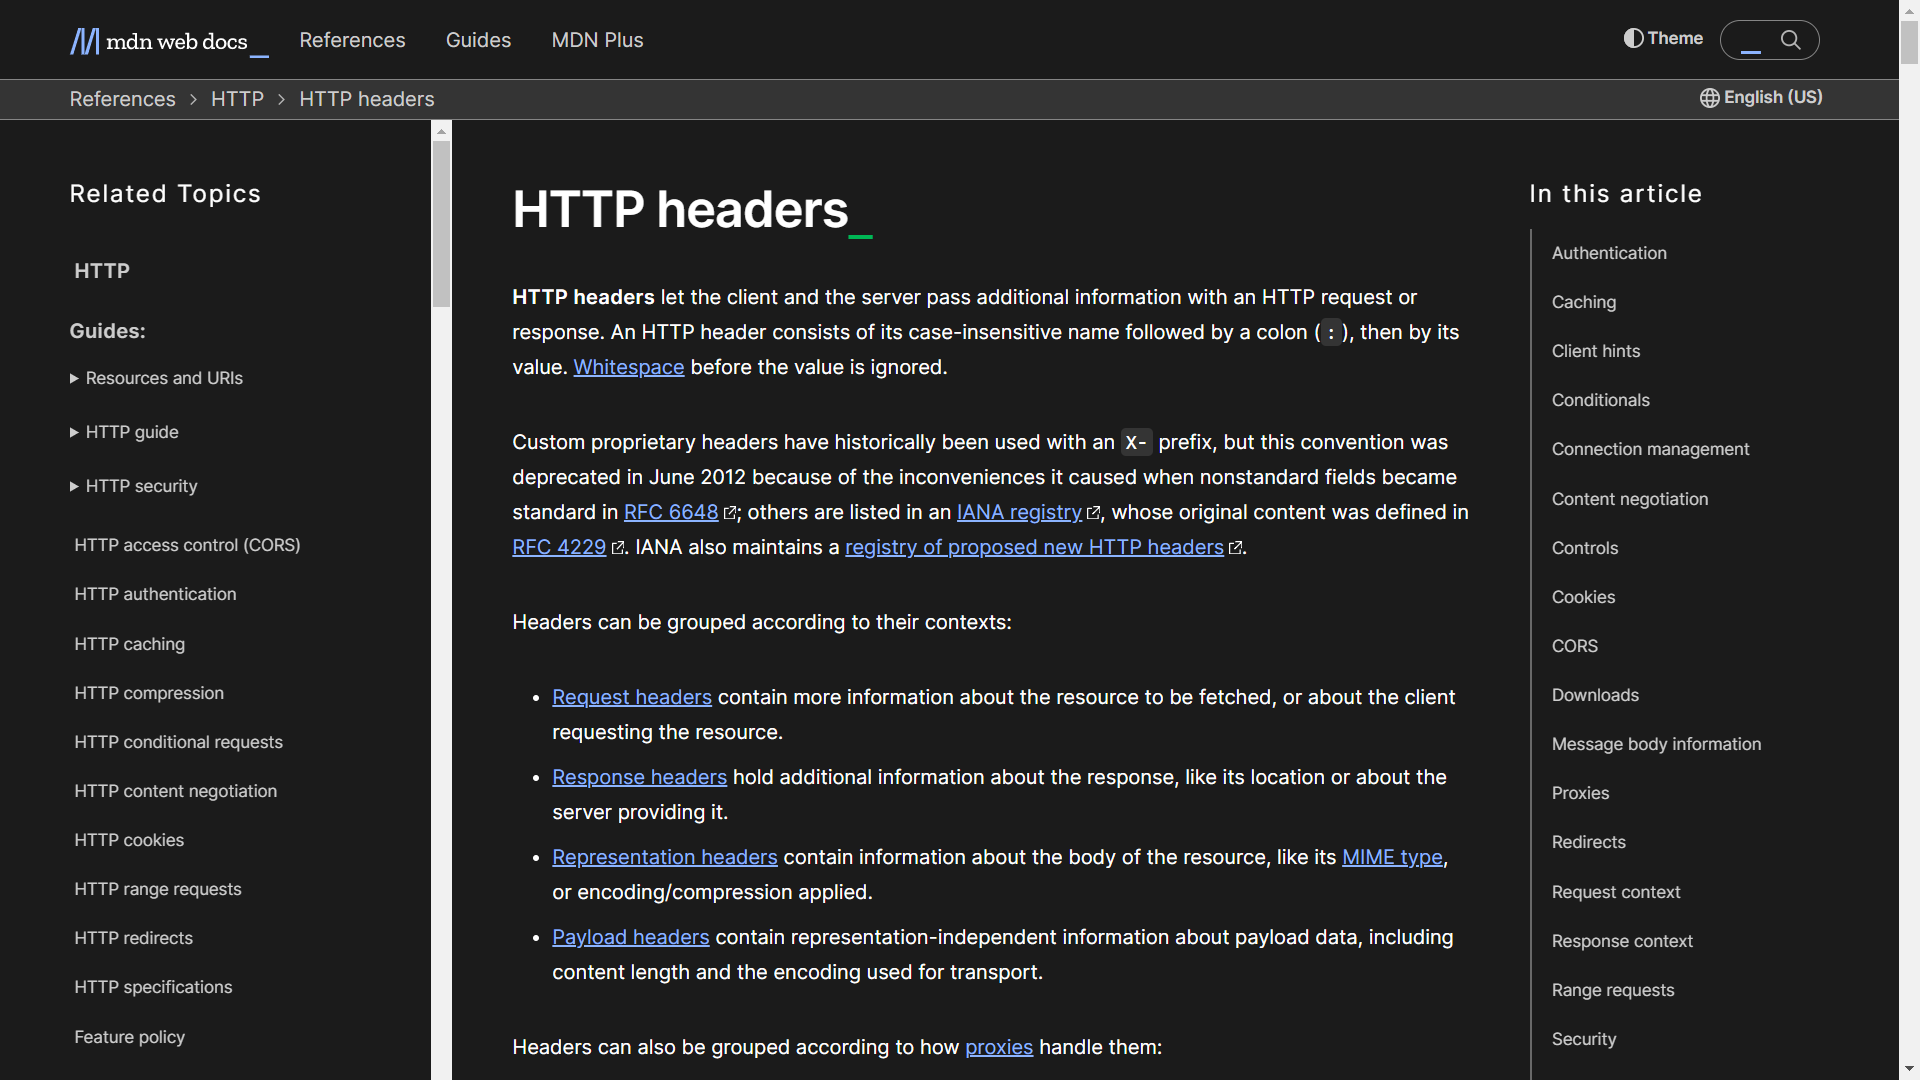 mdn web docs_
References
Guides
MDN Plus
Theme
References
HTTP
HTTP headers
English (US)
Related Topics
HTTP
Guides:
Resources and URIs
HTTP guide
HTTP security
HTTP access control (CORS)
HTTP authentication
HTTP caching
HTTP compression
HTTP conditional requests
HTTP content negotiation
HTTP cookies
HTTP range requests
HTTP redirects
HTTP specifications
Feature policy
HTTP headers_
HTTP headers let the client and the server pass additional information with an HTTP request or
response. An HTTP header consists of its case-insensitive name followed by a colon (:), then by its
value. Whitespace before the value is ignored.
Custom proprietary headers have historically been used with an X- prefix, but this convention was
deprecated in June 2012 because of the inconveniences it caused when nonstandard fields became
standard in RFC 6648; others are listed in an IANA registry, whose original content was defined in
RFC 4229. IANA also maintains a registry of proposed new HTTP headers.
Headers can be grouped according to their contexts:
• Request headers contain more information about the resource to be fetched, or about the client
requesting the resource.
• Response headers hold additional information about the response, like its location or about the
server providing it.
• Representation headers contain information about the body of the resource, like its MIME type,
or encoding/compression applied.
• Payload headers contain representation-independent information about payload data, including
content length and the encoding used for transport.
Headers can also be grouped according to how proxies handle them:
In this article
Authentication
Caching
Client hints
Conditionals
Connection management
Content negotiation
Controls
Cookies
CORS
Downloads
Message body information
Proxies
Redirects
Request context
Response context
Range requests
Security